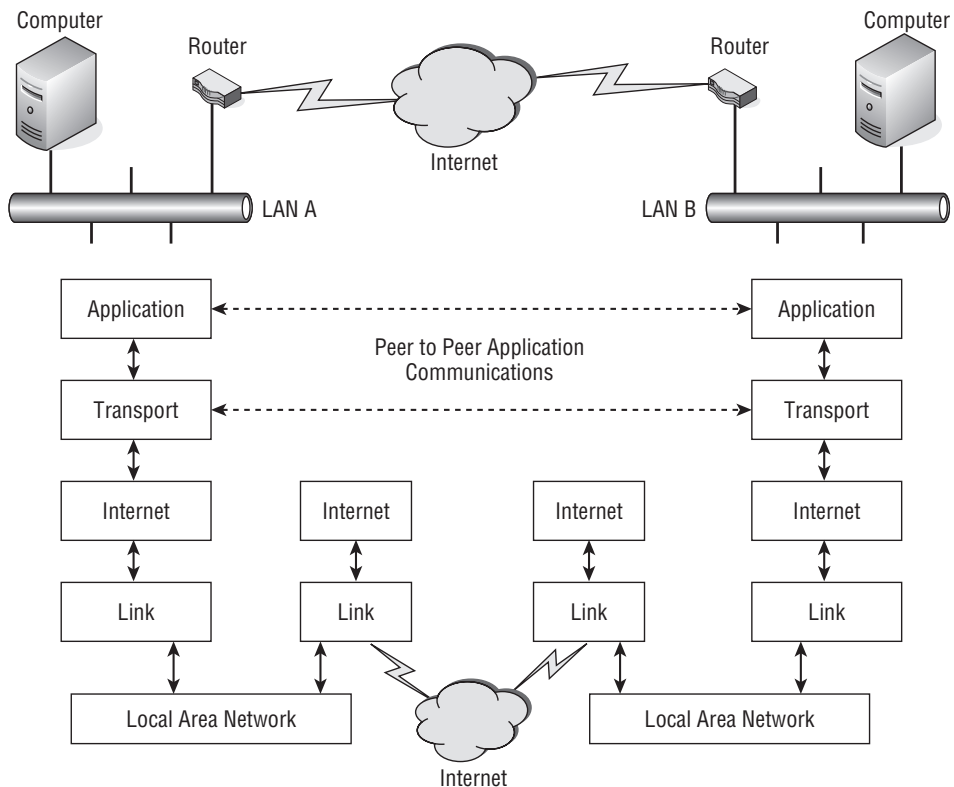 Computer
Computer
Router
Router
Internet
LAN A
LAN B
Application
Application
Peer to Peer Application
Communications
Transport
Transport
Internet
Internet
Internet
Internet
Link
Link
Link
Link
Local Area Network
Local Area Network
Internet